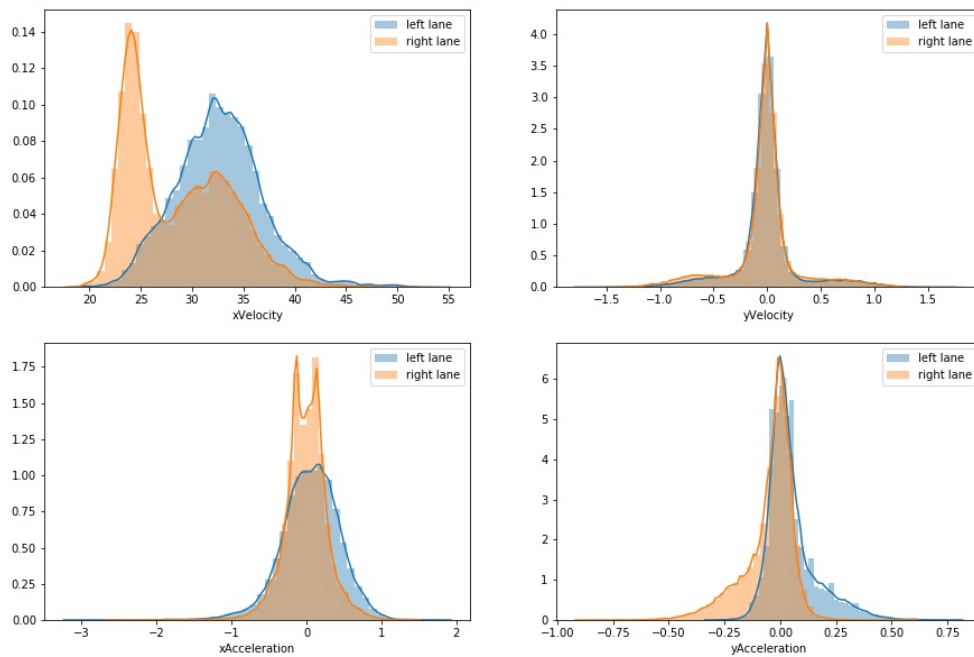 left lane
right lane
0.14
0.12
0.10
0.08
0.06
0.04
0.02
0.00
20 25 30 35 40 45 50 55
xVelocity
left lane
right lane
4.0
3.5
3.0
2.5
2.0
1.5
1.0
0.5
0.0
−1.5 −1.0 −0.5 0.0 0.5 1.0 1.5
yVelocity
left lane
right lane
1.75
1.50
1.25
1.00
0.75
0.50
0.25
0.00
−3 −2 −1 0 1 2
xAcceleration
left lane
right lane
6
5
4
3
2
1
0
−1.00 −0.75 −0.50 −0.25 0.00 0.25 0.50 0.75
yAcceleration